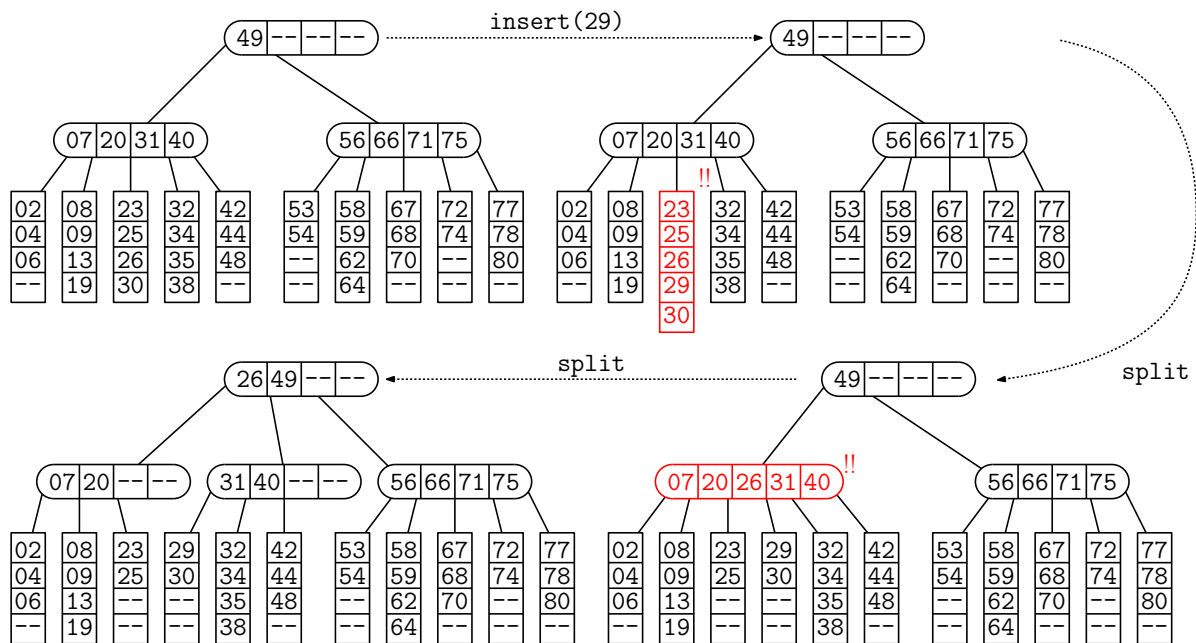 insert(29)
49 -- -- -- 49 -- -- --
07 20 31 40 56 66 71 75 07 20 31 40 56 66 71 75
!!
02 08 23 32 42 53 58 67 72 77 02 08 23 32 42 53 58 67 72 77
04 09 25 34 44 54 59 68 74 78 04 09 25 34 44 54 59 68 74 78
06 13 26 35 48 -- 62 70 -- 80 06 13 26 35 48 -- 62 70 -- 80
-- 19 30 38 -- -- 64 -- -- -- -- 19 29 38 -- -- 64 -- -- --
30
split
split
26 49 -- -- 49 -- -- --
!!
07 20 -- -- 31 40 -- -- 56 66 71 75 07 20 26 31 40 56 66 71 75
02 08 23 29 32 42 53 58 67 72 77 02 08 23 29 32 42 53 58 67 72 77
04 09 25 30 34 44 54 59 68 74 78 04 09 25 30 34 44 54 59 68 74 78
06 13 -- -- 35 48 -- 62 70 -- 80 06 13 -- -- 35 48 -- 62 70 -- 80
-- 19 -- -- 38 -- -- 64 -- -- -- -- 19 -- -- 38 -- -- 64 -- -- --